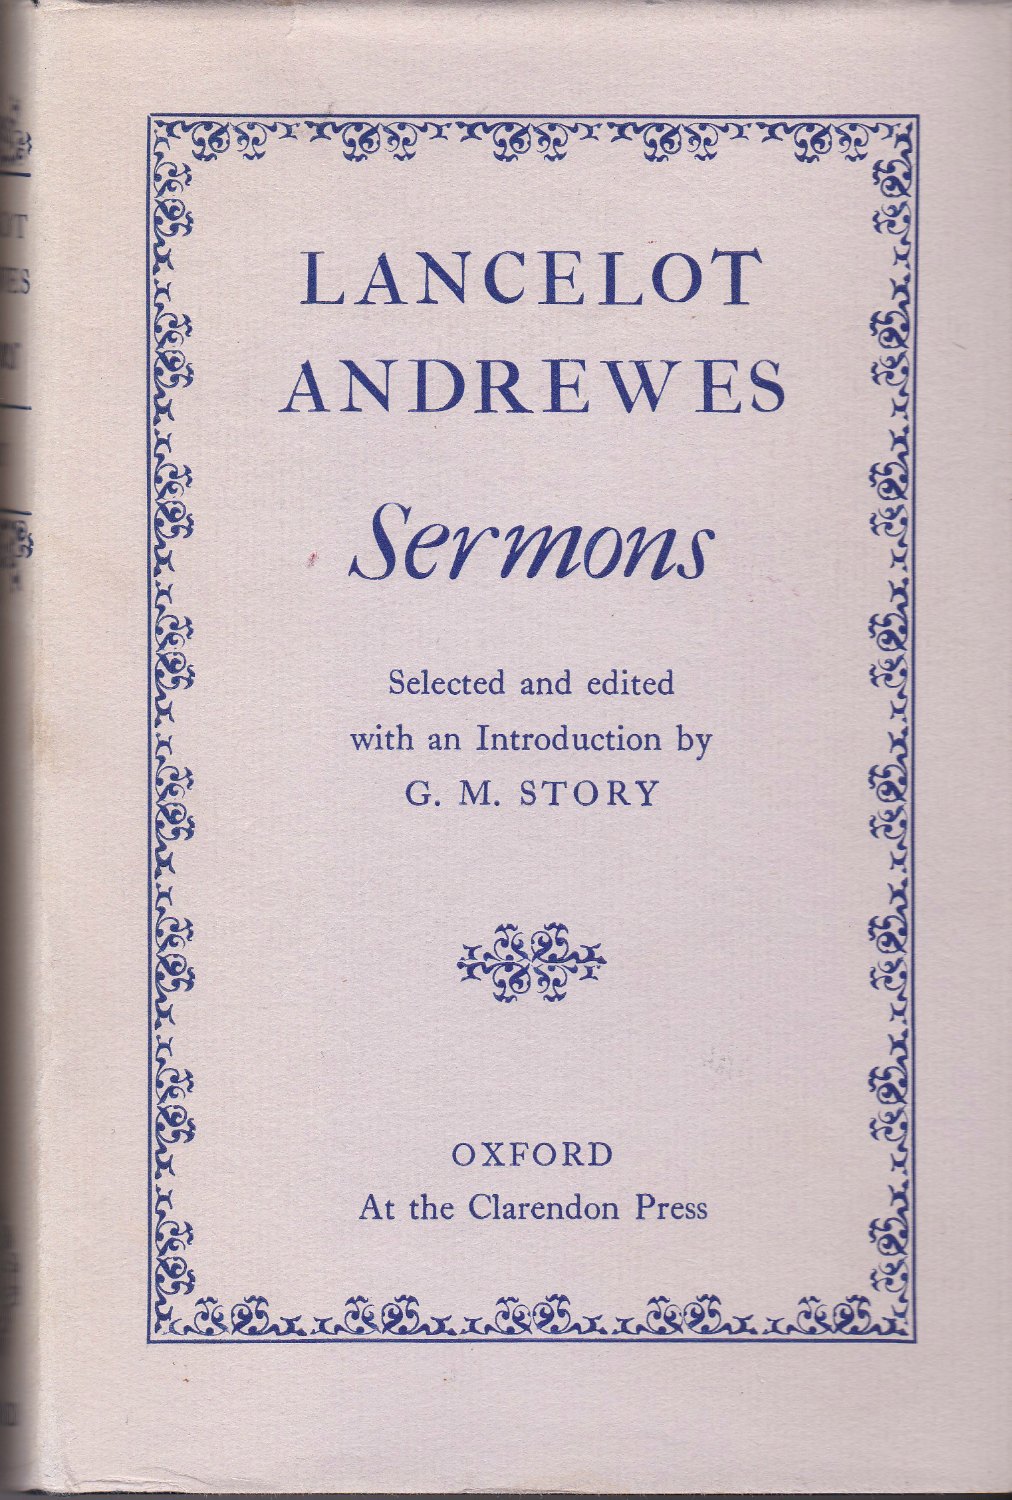 LANCELOT
ANDREWES
Sermons
Selected and edited
with an Introduction by
G. M. STORY
OXFORD
At the Clarendon Press